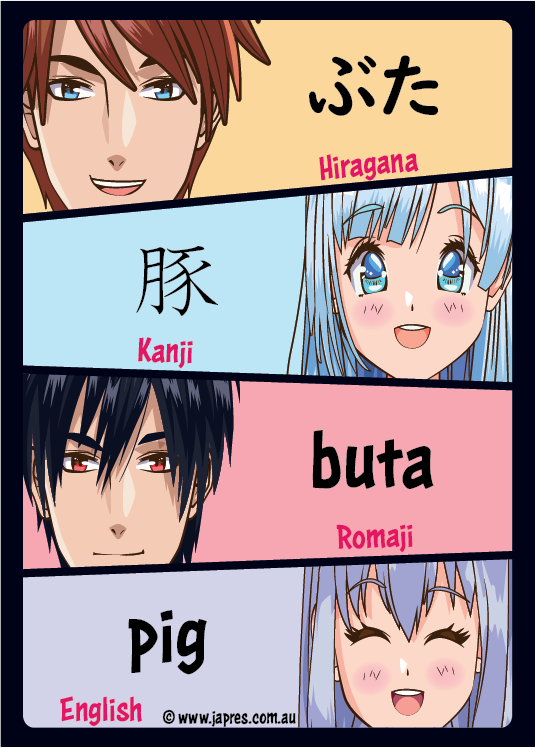 ぶた
Hiragana
豚
Kanji
buta
Romaji
pig
English
© www.japres.com.au